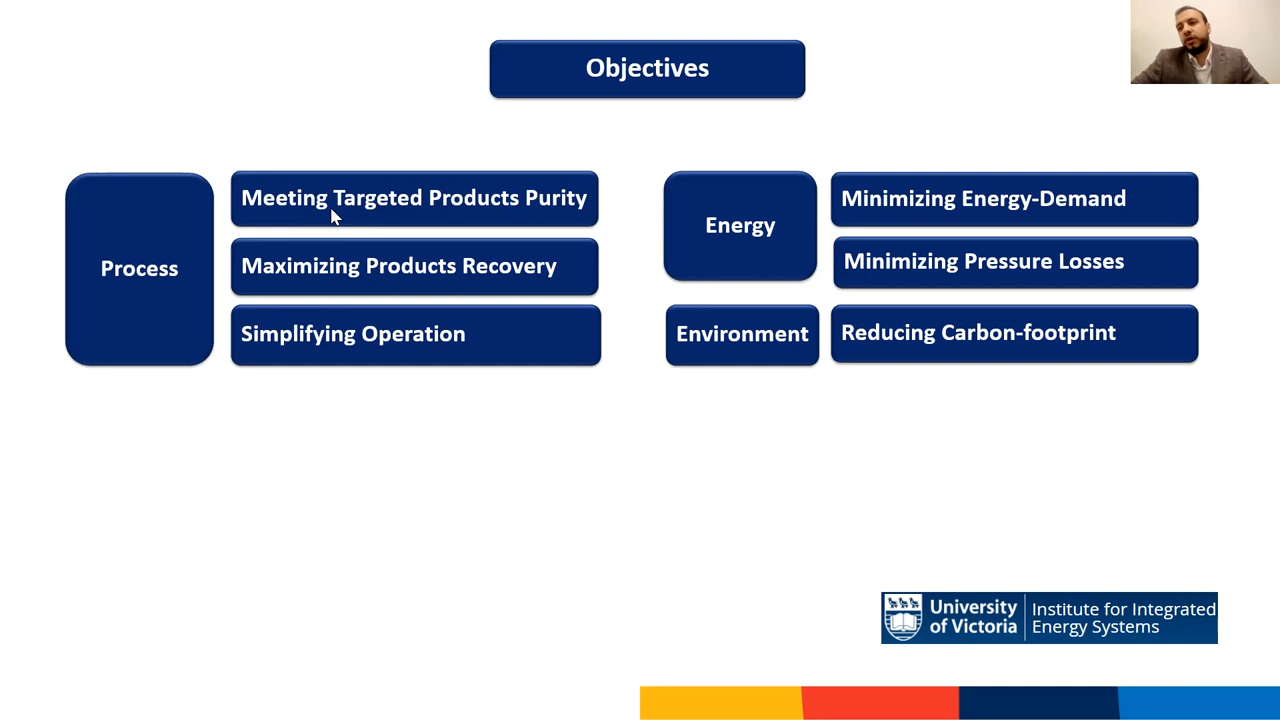 Objectives
Process
Meeting Targeted Products Purity
Maximizing Products Recovery
Simplifying Operation
Energy
Minimizing Energy-Demand
Minimizing Pressure Losses
Environment
Reducing Carbon-footprint
University
of Victoria
Institute for Integrated
Energy Systems